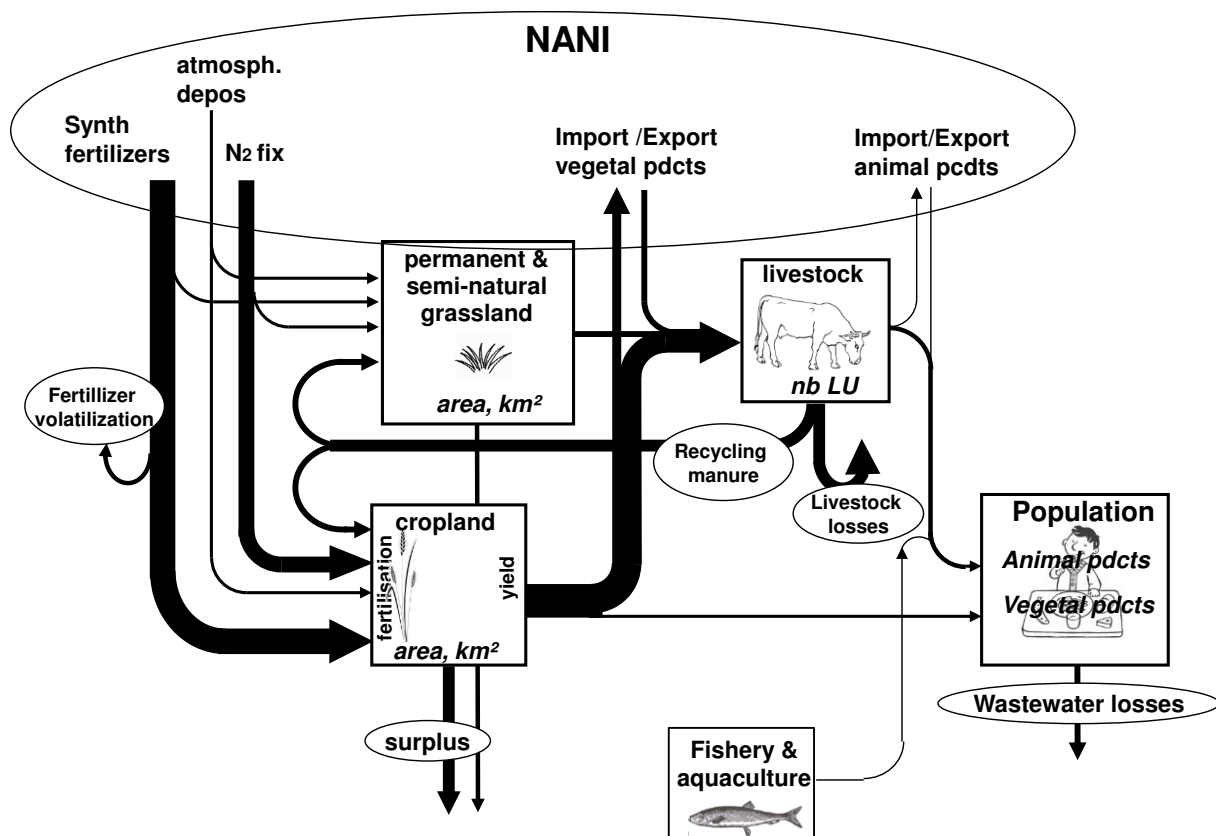 NANI
atmosph.
depos
Synth
fertilizers
N2 fix
Import /Export
vegetal pdcts
Import/Export
animal pcdts
permanent &
semi-natural
grassland
area, km²
livestock
nb LU
Fertillizer
volatilization
Recycling
manure
Livestock
losses
cropland
fertilisation
yield
area, km²
Population
Animal pdcts
Vegetal pdcts
surplus
Wastewater losses
Fishery &
aquaculture